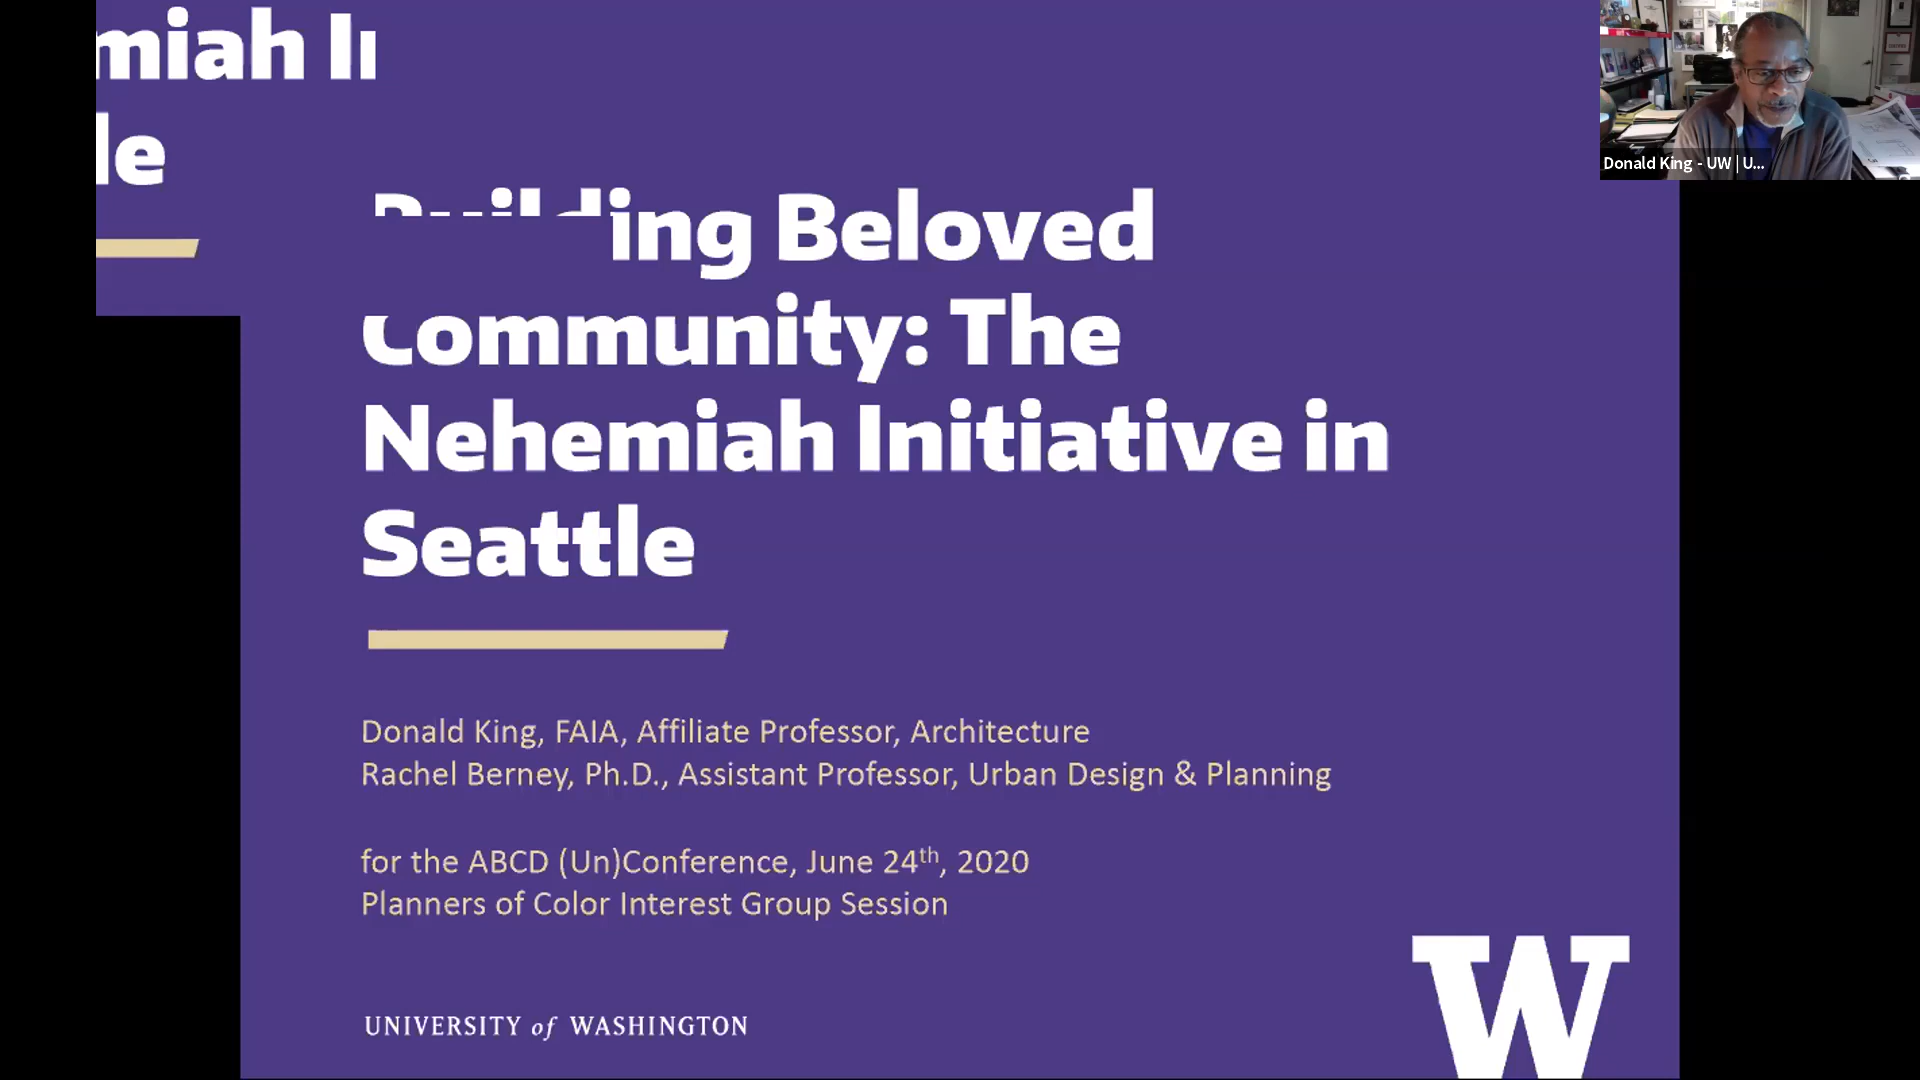 miah I
le
Building Beloved
Community: The
Nehemiah Initiative in
Seattle
Donald King, FAIA, Affiliate Professor, Architecture
Rachel Berney, Ph.D., Assistant Professor, Urban Design & Planning
for the ABCD (Un)Conference, June 24th, 2020
Planners of Color Interest Group Session
UNIVERSITY of WASHINGTON
W
Donald King - UW | U...